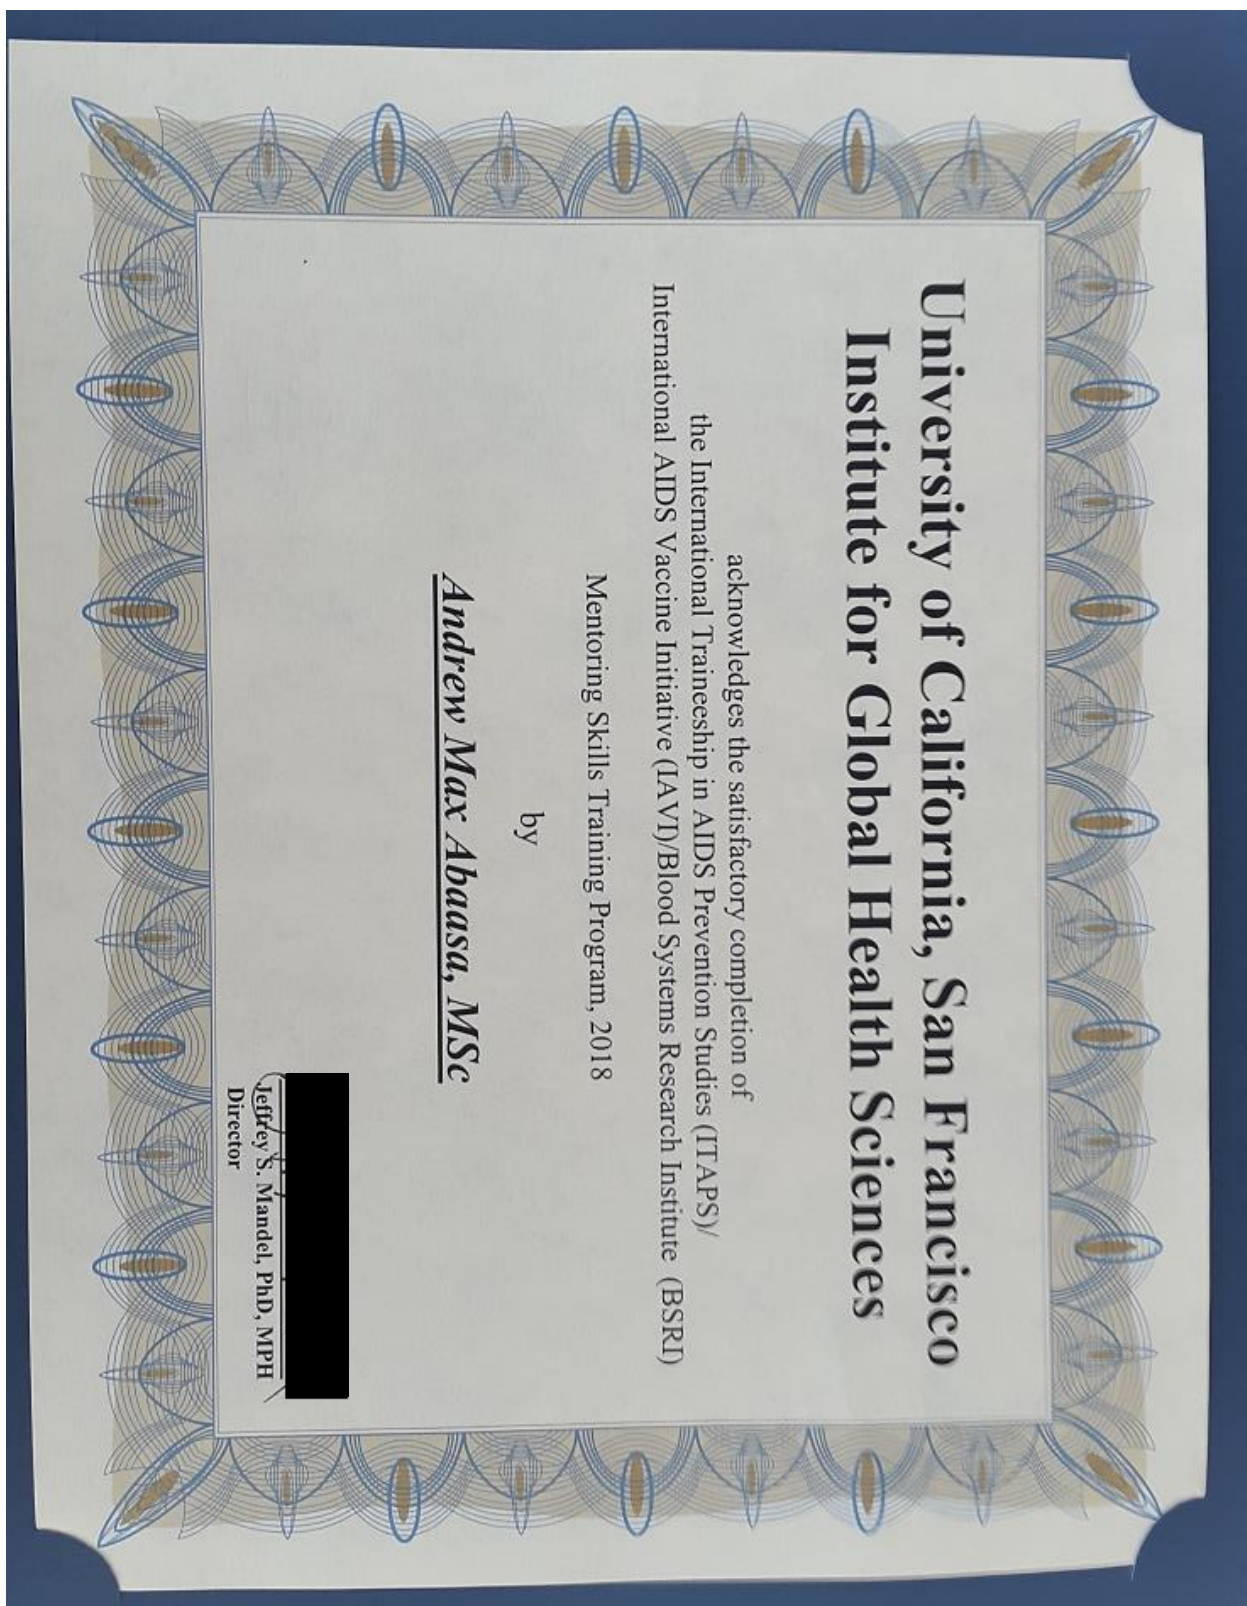 University of California, San Francisco
Institute for Global Health Sciences
acknowledges the satisfactory completion of
the International Traineeship in AIDS Prevention Studies (ITAPS)/
International AIDS Vaccine Initiative (IAVI)/Blood Systems Research Institute (BSRI)
Mentoring Skills Training Program, 2018
by
Andrew Max Abaasa, MSc
Jeffrey S. Mandel, PhD, MPH
Director